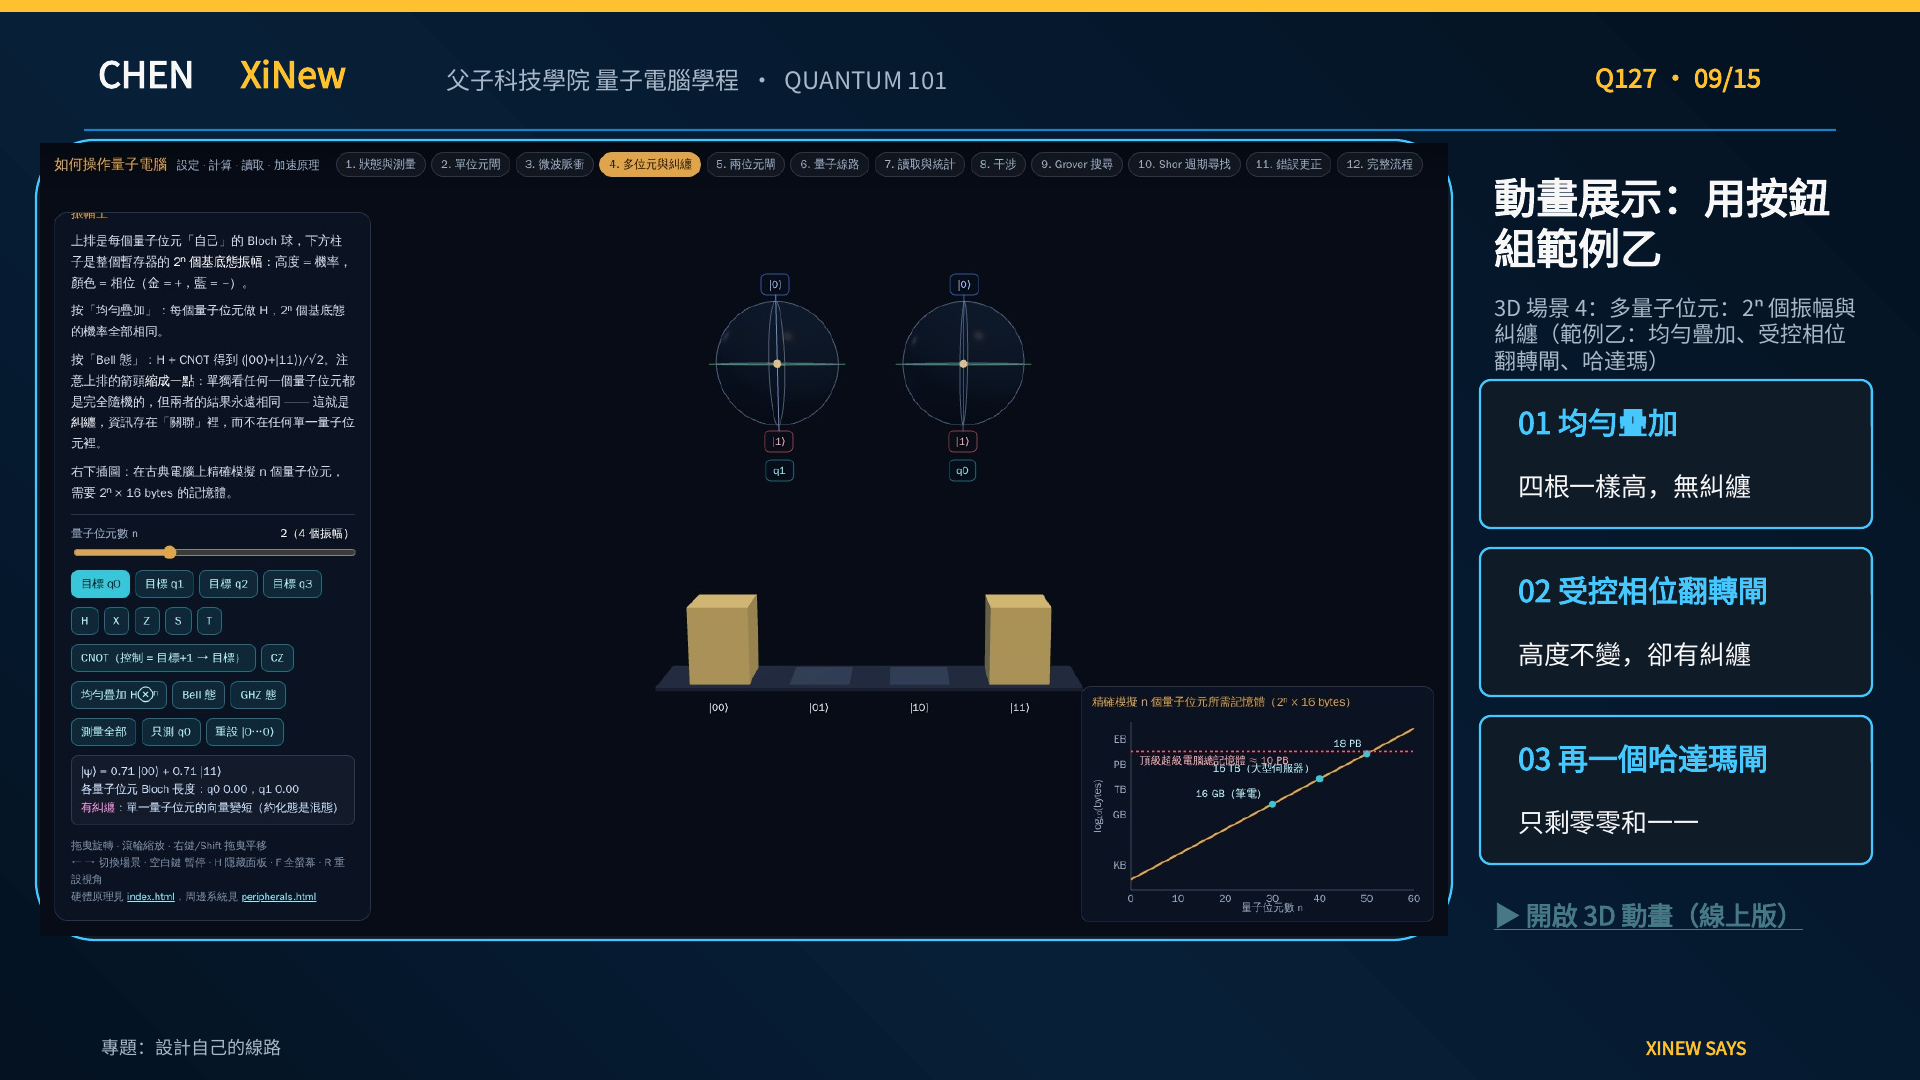 CHEN XiNew 父子科技學院 量子電腦學程 · QUANTUM 101 Q127 · 09/15
如何操作量子電腦 設定 · 計算 · 讀取 · 加速原理
1. 狀態與測量
2. 單位元閘
3. 微波脈衝
4. 多位元與糾纏
5. 兩位元閘
6. 量子線路
7. 讀取與統計
8. 干涉
9. Grover 搜尋
10. Shor 週期尋找
11. 錯誤更正
12. 完整流程
上排是每個量子位元「自己」的 Bloch 球，下方柱
子是整個暫存器的 2ⁿ 個基底態振幅：高度 = 機率，
顏色 = 相位（金 = +，藍 = −）。
按「均勻疊加」：每個量子位元做 H，2ⁿ 個基底態
的機率全部相同。
按「Bell 態」：H + CNOT 得到 (|00⟩+|11⟩)/√2。注
意上排的箭頭縮成一點：單獨看任何一個量子位元都
是完全隨機的，但兩者的結果永遠相同 —— 這就是
糾纏，資訊存在「關聯」裡，而不在任何單一量子位
元裡。
右下插圖：在古典電腦上精確模擬 n 個量子位元，
需要 2ⁿ × 16 bytes 的記憶體。
量子位元數 n 2（4 個振幅）
目標 q0 目標 q1 目標 q2 目標 q3
H X Z S T
CNOT（控制 = 目標+1 → 目標） CZ
均勻疊加 H⊗ⁿ Bell 態 GHZ 態
測量全部 只測 q0 重設 |0⋯0⟩
|ψ⟩ = 0.71 |00⟩ + 0.71 |11⟩
各量子位元 Bloch 長度：q0 0.00，q1 0.00
有糾纏：單一量子位元的向量變短（約化態是混態）
拖曳旋轉 · 滾輪縮放 · 右鍵/Shift 拖曳平移
← → 切換場景 · 空白鍵 暫停 · H 隱藏面板 · F 全螢幕 · R 重
設視角
硬體原理見 index.html，周邊系統見 peripherals.html
|0⟩ |0⟩
|1⟩ |1⟩
q1 q0
|00⟩ |01⟩ |10⟩ |11⟩
精確模擬 n 個量子位元所需記憶體（2ⁿ × 16 bytes）
EB
PB
TB
GB
KB
log₂(bytes)
18 PB
頂級超級電腦總記憶體 ≈ 10 PB
16 TB（大型伺服器）
16 GB（筆電）
0 10 20 30 40 50 60
量子位元數 n
動畫展示：用按鈕
組範例乙
3D 場景 4：多量子位元：2ⁿ 個振幅與
糾纏（範例乙：均勻疊加、受控相位
翻轉閘、哈達瑪）
01 均勻疊加
四根一樣高，無糾纏
02 受控相位翻轉閘
高度不變，卻有糾纏
03 再一個哈達瑪閘
只剩零零和一一
▶ 開啟 3D 動畫（線上版）
專題：設計自己的線路
XINEW SAYS